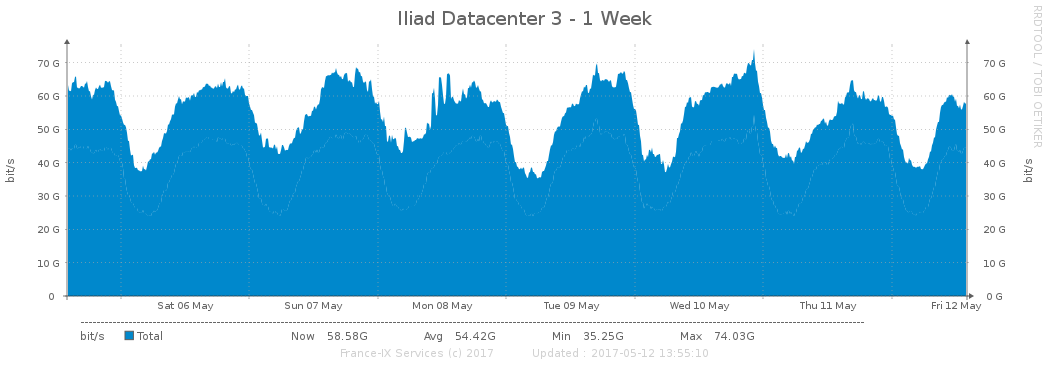 Iliad Datacenter 3 - 1 Week
RRDTOOL / TOBI OETIKER
bit/s
bit/s
70 G 70 G
60 G 60 G
50 G 50 G
40 G 40 G
30 G 30 G
20 G 20 G
10 G 10 G
0 0 G
Sat 06 May Sun 07 May Mon 08 May Tue 09 May Wed 10 May Thu 11 May Fri 12 May
bit/s Total Now 58.58G Avg 54.42G Min 35.25G Max 74.03G
France-IX Services (c) 2017 Updated : 2017-05-12 13:55:10